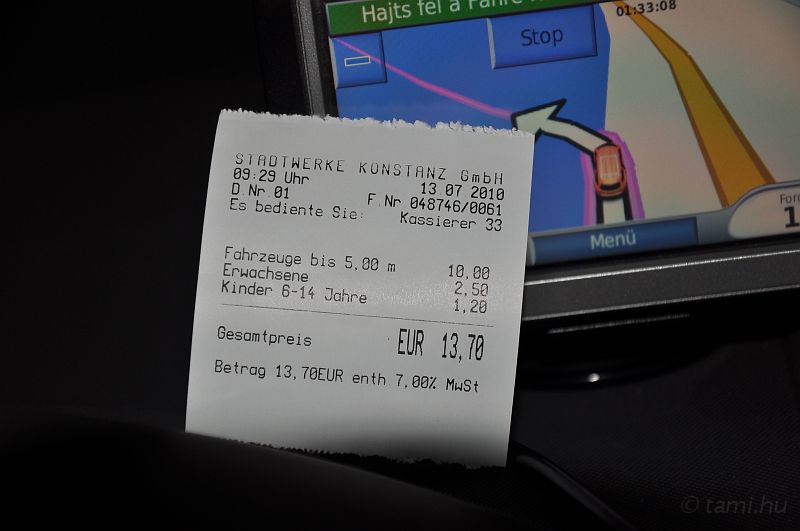 Hajts fel a
01:33:08
Stop
STADTWERKE KONSTANZ GmbH
09:29 Uhr 13.07.2010
D.Nr 01 F.Nr 048746/0061
Es bediente Sie: Kassierer 33
Fahrzeuge bis 5,00 m 10,00
Erwachsene 2,50
Kinder 6-14 Jahre 1,20
Gesamtpreis EUR 13,70
Betrag 13,70EUR enth 7,00% MwSt
Menü
© tami.hu